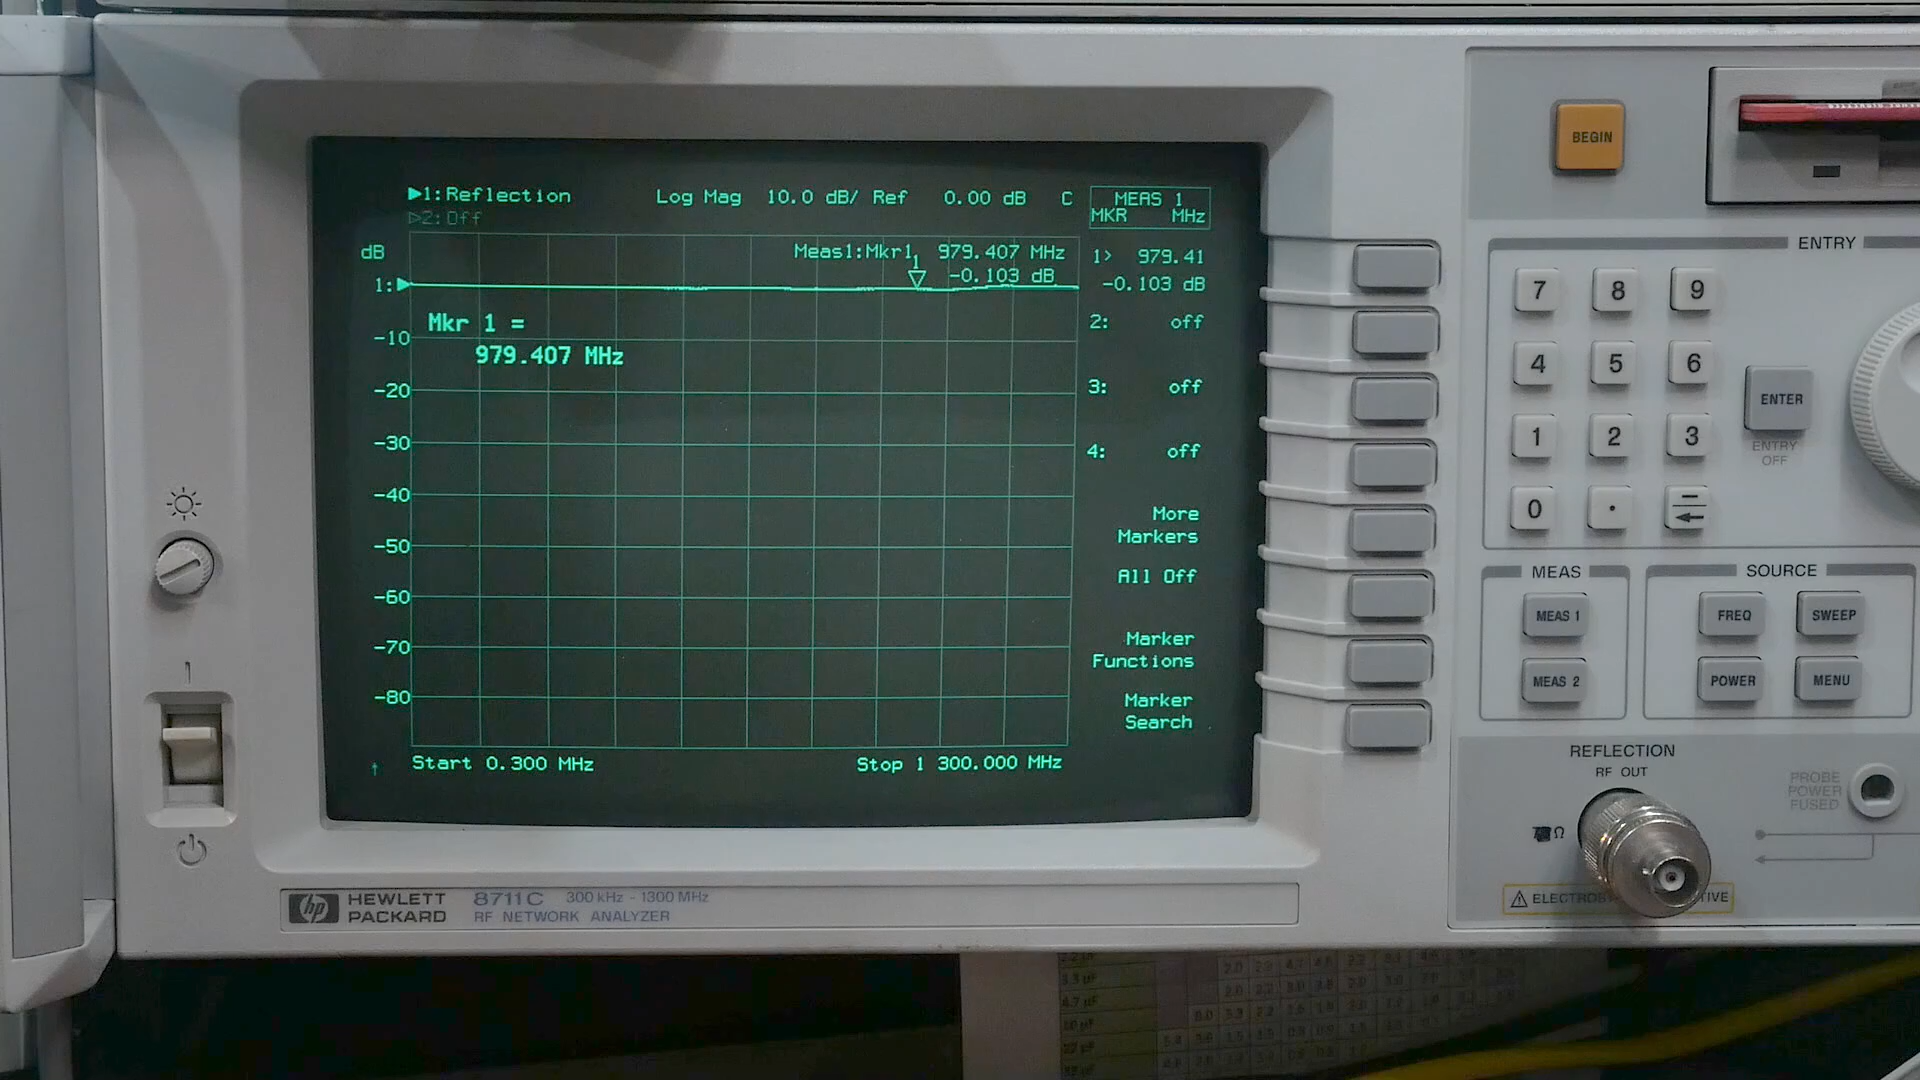 ▶1:Reflection Log Mag 10.0 dB/ Ref 0.00 dB C
▷2:Off
MEAS 1
MKR MHz
dB
Meas1:Mkr1 979.407 MHz
-0.103 dB
1
1:▶
Mkr 1 =
979.407 MHz
-10
-20
-30
-40
-50
-60
-70
-80
Start 0.300 MHz Stop 1 300.000 MHz
1> 979.41
-0.103 dB
2: off
3: off
4: off
More
Markers
All Off
Marker
Functions
Marker
Search
BEGIN
ENTRY
7 8 9
4 5 6
1 2 3
0 .
ENTER
ENTRY
OFF
MEAS
MEAS 1
MEAS 2
SOURCE
FREQ SWEEP
POWER MENU
REFLECTION
RF OUT
PROBE
POWER
FUSED
Ω
hp HEWLETT
PACKARD
8711C 300 kHz - 1300 MHz
RF NETWORK ANALYZER